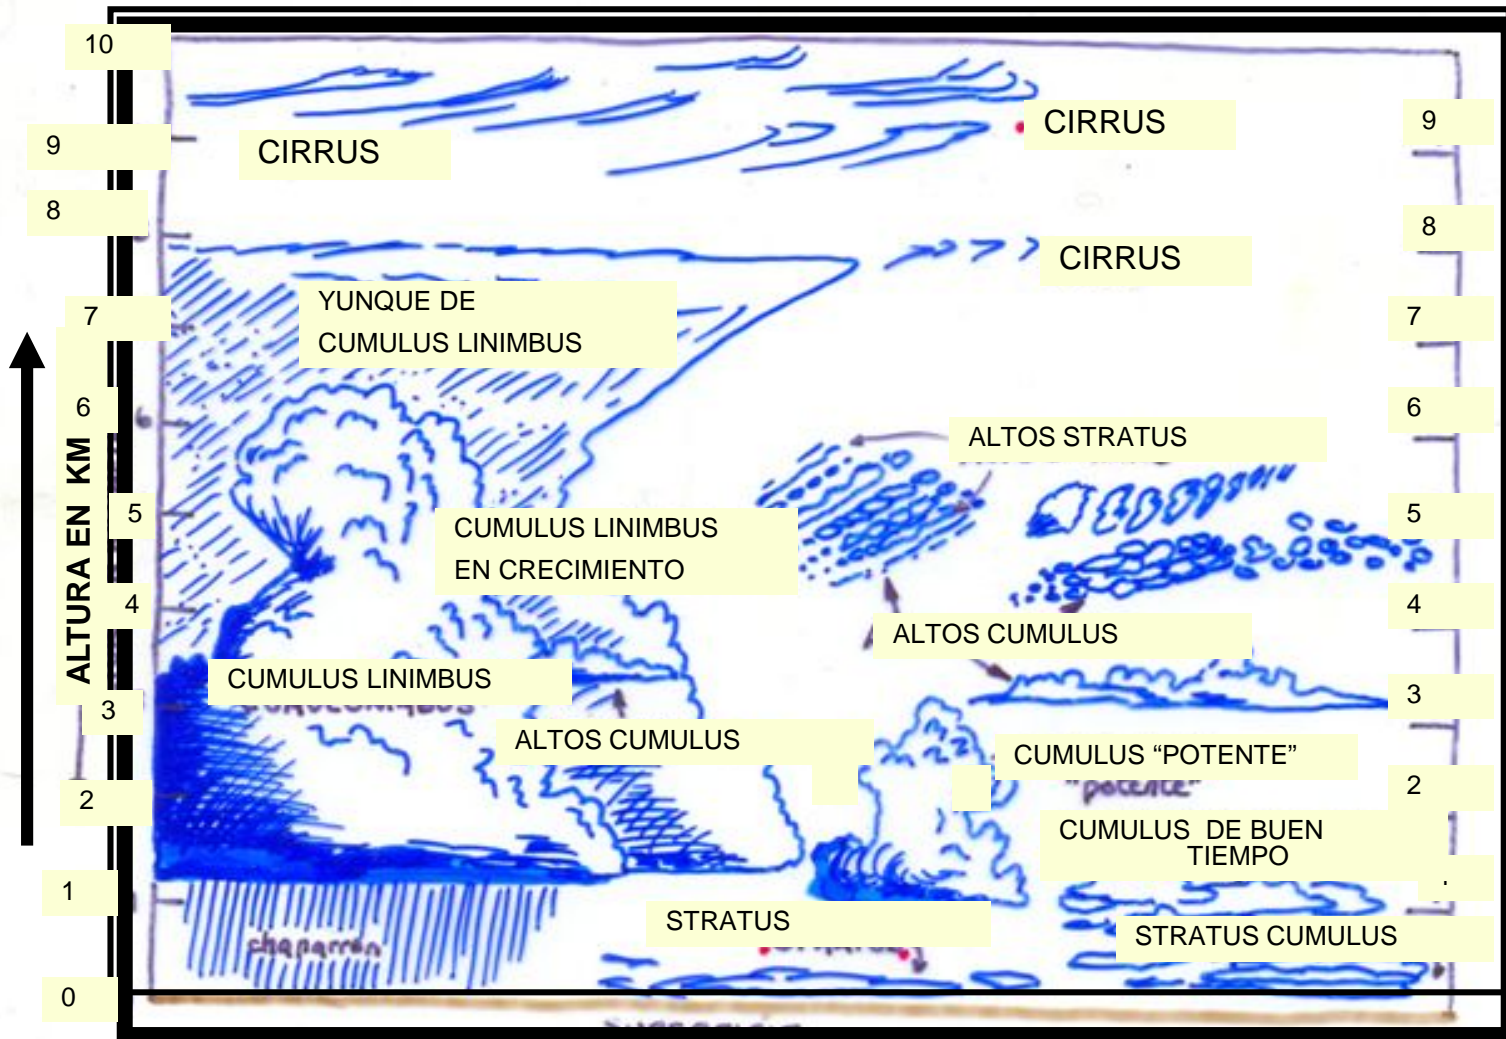 10
9
8
7
6
5
4
3
2
1
0
ALTURA EN KM
CIRRUS
CIRRUS
9
8
CIRRUS
YUNQUE DE
CUMULUS LINIMBUS
7
6
ALTOS STRATUS
CUMULUS LINIMBUS
EN CRECIMIENTO
5
4
ALTOS CUMULUS
CUMULUS LINIMBUS
3
ALTOS CUMULUS
CUMULUS “POTENTE”
"potente"
2
CUMULUS DE BUEN
TIEMPO
STRATUS
STRATUS CUMULUS
chaparrón